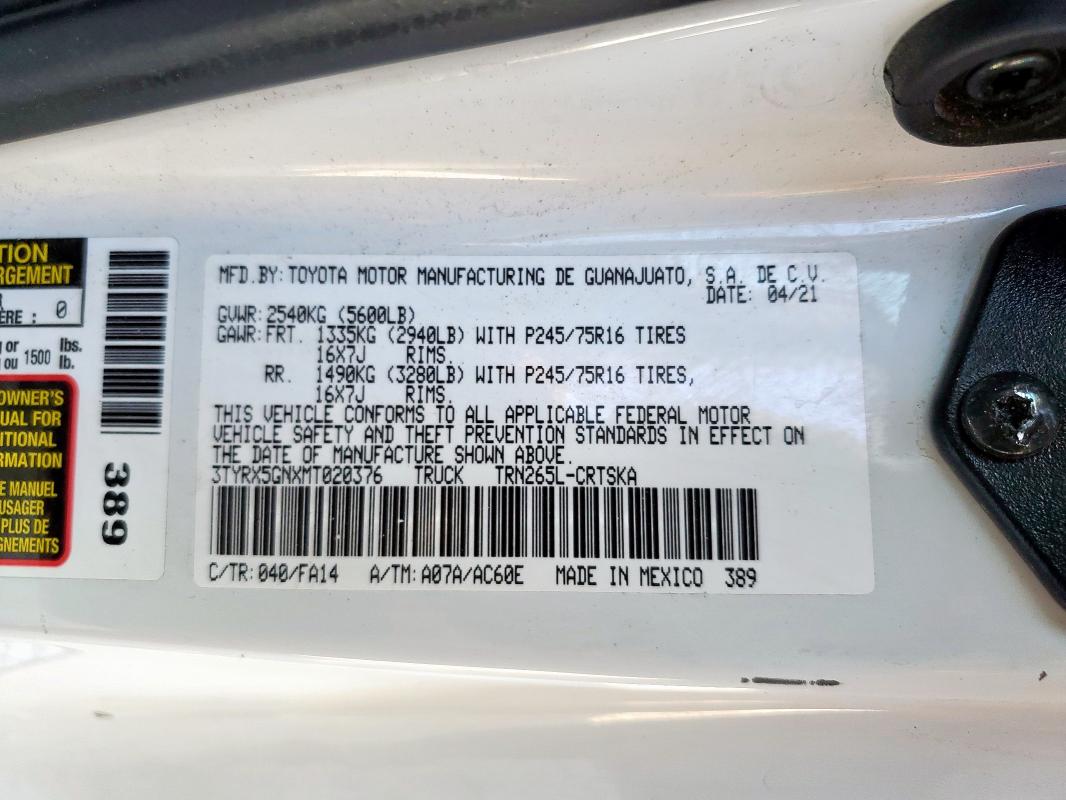 TION
RGEMENT
R
ÈRE : 0
g or lbs.
g ou 1500 lb.
OWNER'S
UAL FOR
ITIONAL
RMATION
E MANUEL
USAGER
PLUS DE
GNEMENTS
389
MFD.BY:TOYOTA MOTOR MANUFACTURING DE GUANAJUATO, S.A. DE C.V.
DATE: 04/21
GVWR:2540KG (5600LB)
GAWR:FRT. 1335KG (2940LB) WITH P245/75R16 TIRES
16X7J RIMS.
RR. 1490KG (3280LB) WITH P245/75R16 TIRES,
16X7J RIMS.
THIS VEHICLE CONFORMS TO ALL APPLICABLE FEDERAL MOTOR
VEHICLE SAFETY AND THEFT PREVENTION STANDARDS IN EFFECT ON
THE DATE OF MANUFACTURE SHOWN ABOVE.
3TYRX5GNXMT020376 TRUCK TRN265L-CRTSKA
C/TR:040/FA14 A/TM:A07A/AC60E MADE IN MEXICO 389